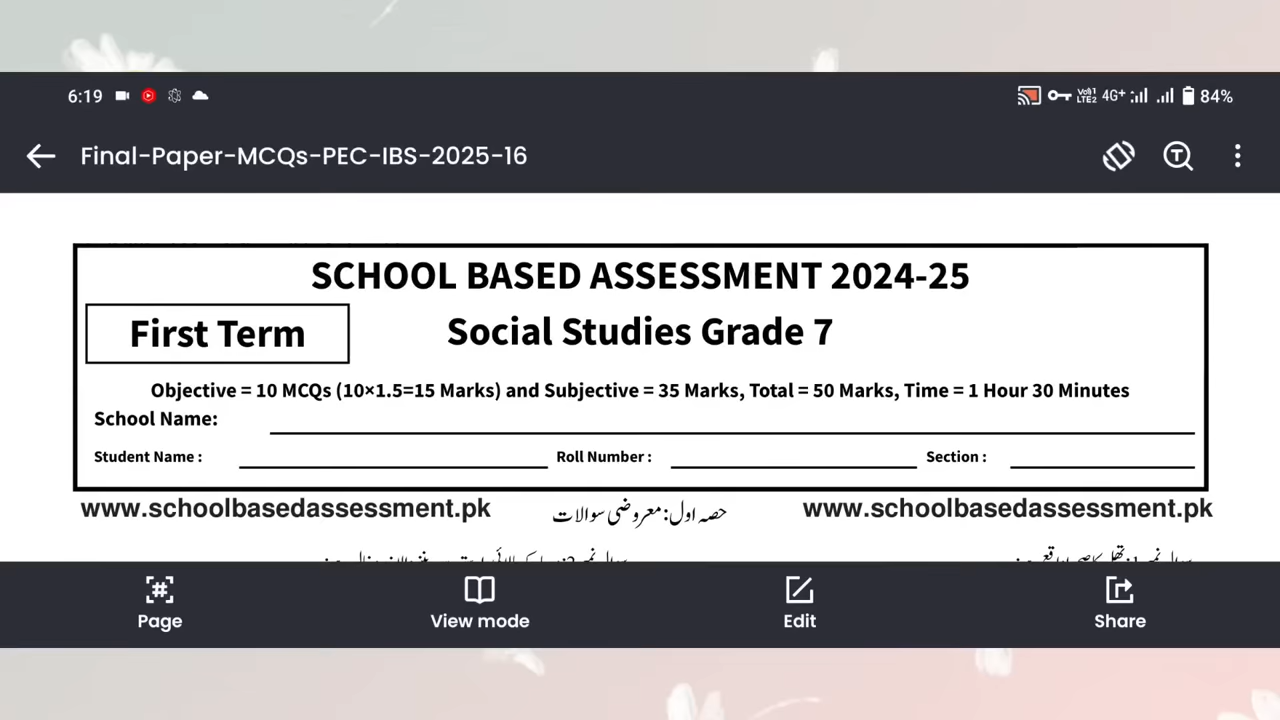 6:19 VoI1 LTE2 4G+ 84%
Final-Paper-MCQs-PEC-IBS-2025-16
SCHOOL BASED ASSESSMENT 2024-25
First Term
Social Studies Grade 7
Objective = 10 MCQs (10×1.5=15 Marks) and Subjective = 35 Marks, Total = 50 Marks, Time = 1 Hour 30 Minutes
School Name:
Student Name : Roll Number : Section :
www.schoolbasedassessment.pk حصہ اول: معروضی سوالات www.schoolbasedassessment.pk
Page View mode Edit Share